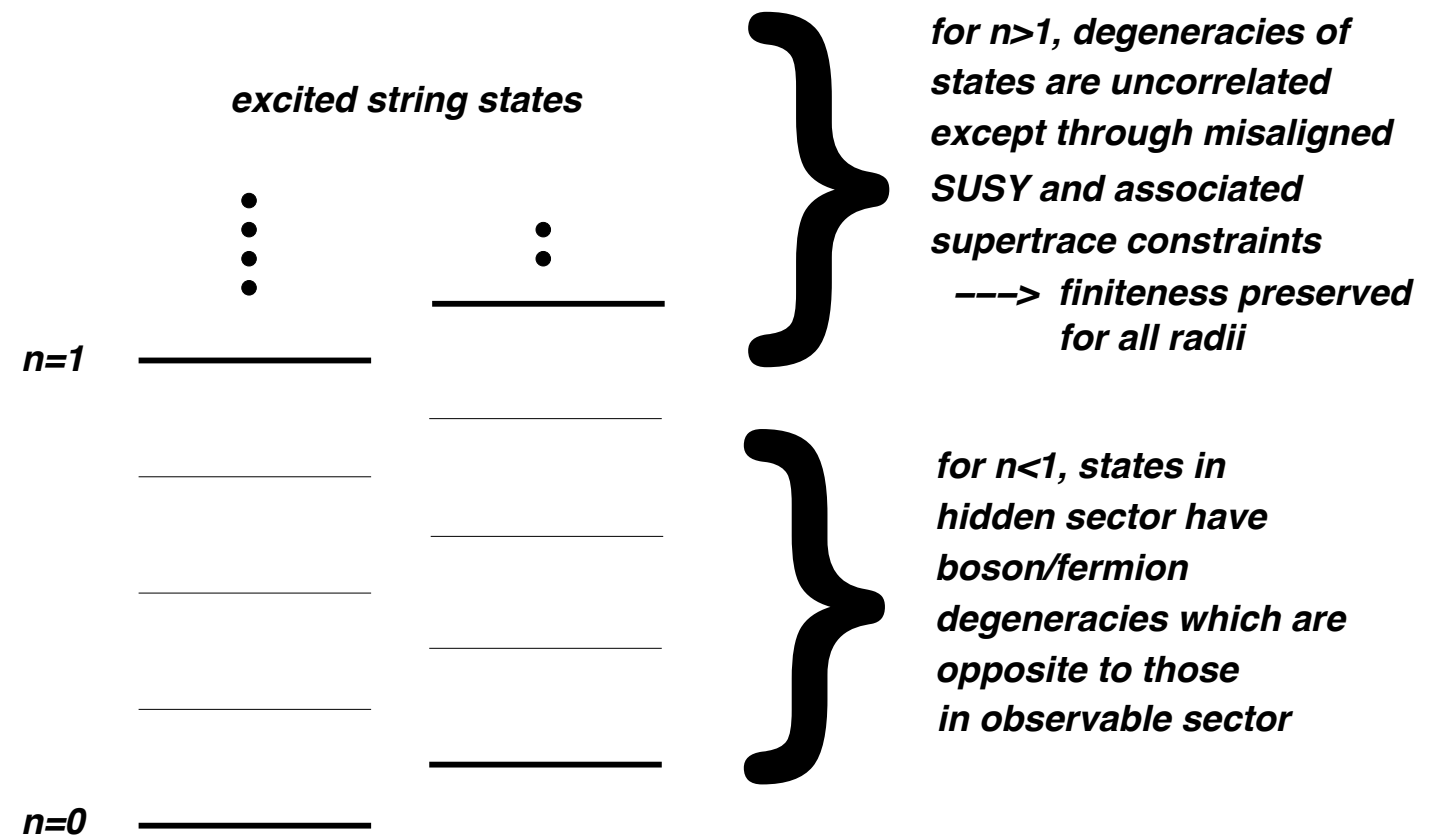 for n>1, degeneracies of
states are uncorrelated
except through misaligned
SUSY and associated
supertrace constraints
---> finiteness preserved
for all radii
excited string states
n=1
for n<1, states in
hidden sector have
boson/fermion
degeneracies which are
opposite to those
in observable sector
n=0